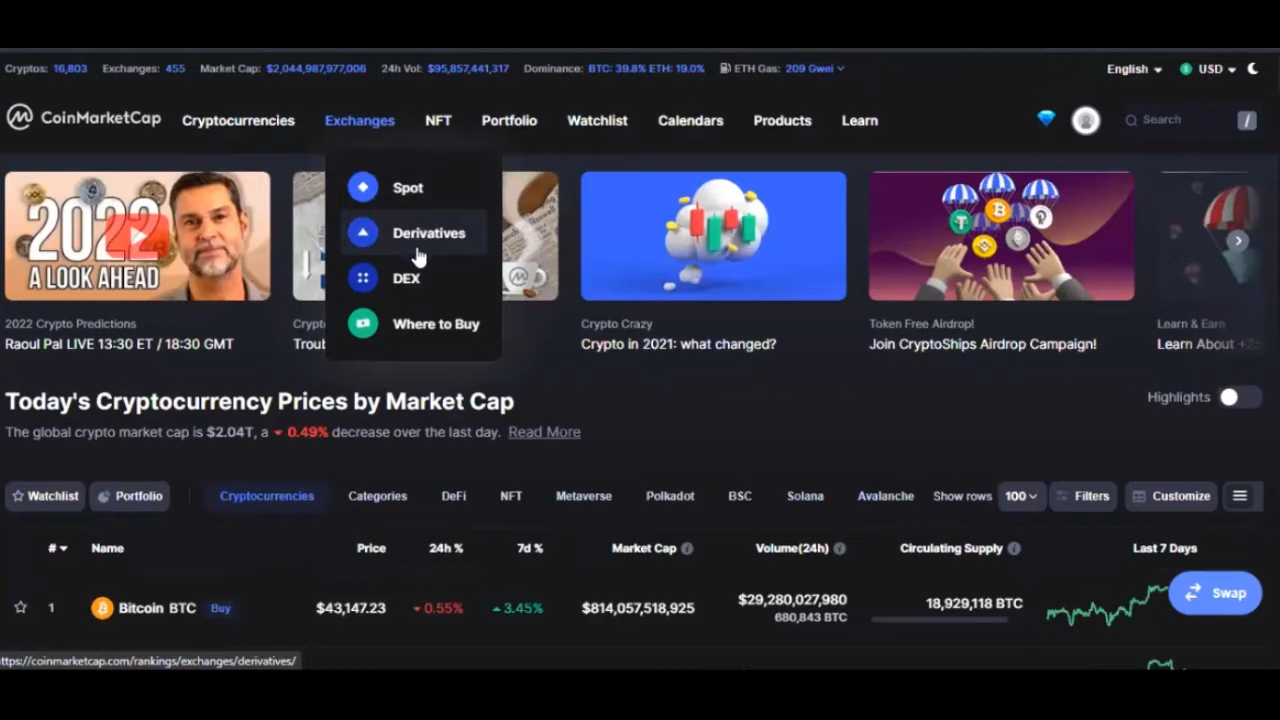 Cryptos: 16,803 Exchanges: 455 Market Cap: $2,044,987,977,006 24h Vol: $95,857,441,317 Dominance: BTC: 39.8% ETH: 19.0% ETH Gas: 209 Gwei English USD
CoinMarketCap Cryptocurrencies Exchanges NFT Portfolio Watchlist Calendars Products Learn Search /
Spot
Derivatives
DEX
Where to Buy
2022
A LOOK AHEAD
2022 Crypto Predictions
Raoul Pal LIVE 13:30 ET / 18:30 GMT
Crypto Crazy
Crypto in 2021: what changed?
Token Free Airdrop!
Join CryptoShips Airdrop Campaign!
Learn & Earn
Learn About
Today's Cryptocurrency Prices by Market Cap
Highlights
The global crypto market cap is $2.04T, a 0.49% decrease over the last day. Read More
Watchlist Portfolio Cryptocurrencies Categories DeFi NFT Metaverse Polkadot BSC Solana Avalanche Show rows 100 Filters Customize
# Name Price 24h % 7d % Market Cap Volume(24h) Circulating Supply Last 7 Days
1 Bitcoin BTC Buy $43,147.23 0.55% 3.45% $814,057,518,925 $29,280,027,980 18,929,118 BTC
680,843 BTC
Swap
ttps://coinmarketcap.com/rankings/exchanges/derivatives/